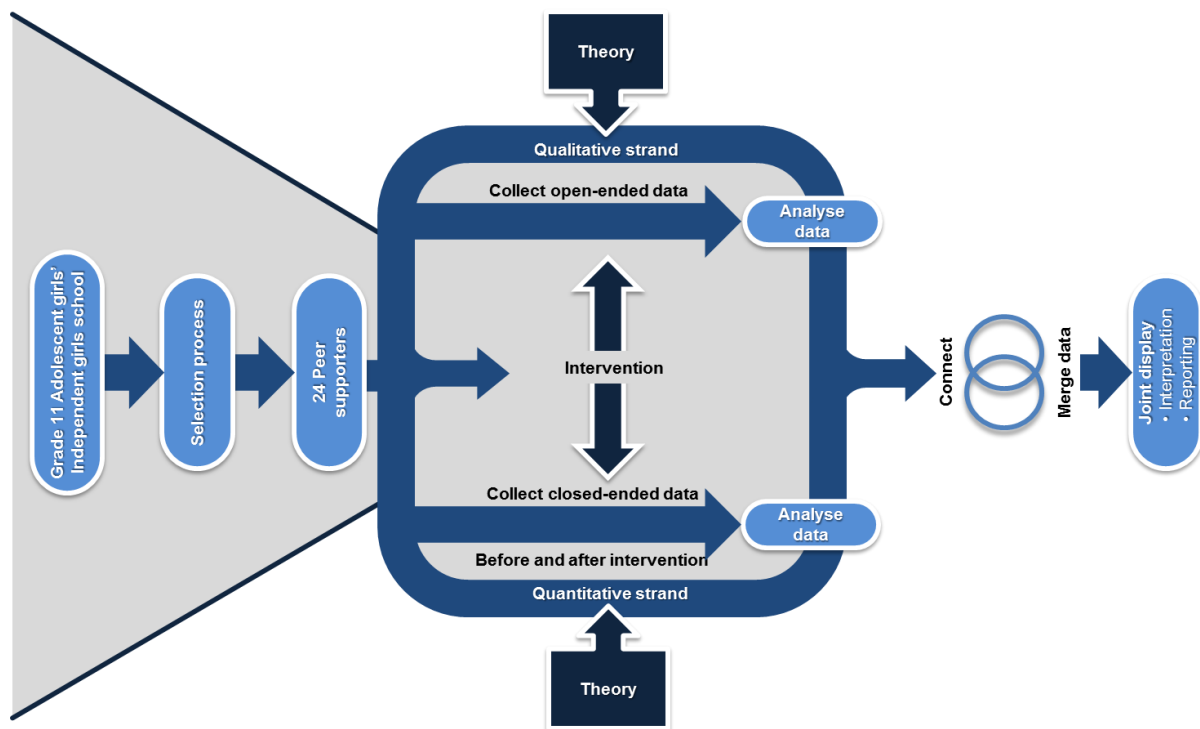 Theory
Qualitative strand
Collect open-ended data
Analyse
data
Grade 11 Adolescent girls’
Independent girls school
Selection process
24 Peer
supporters
Intervention
Connect
Merge data
Joint display
• Interpretation
• Reporting
Collect closed-ended data
Analyse
data
Before and after intervention
Quantitative strand
Theory